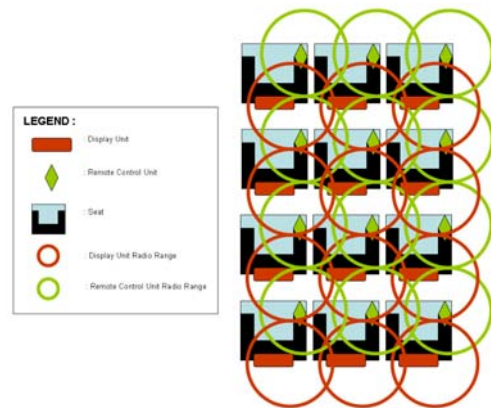 LEGEND :
: Display Unit
: Remote Control Unit
: Seat
: Display Unit Radio Range
: Remote Control Unit Radio Range